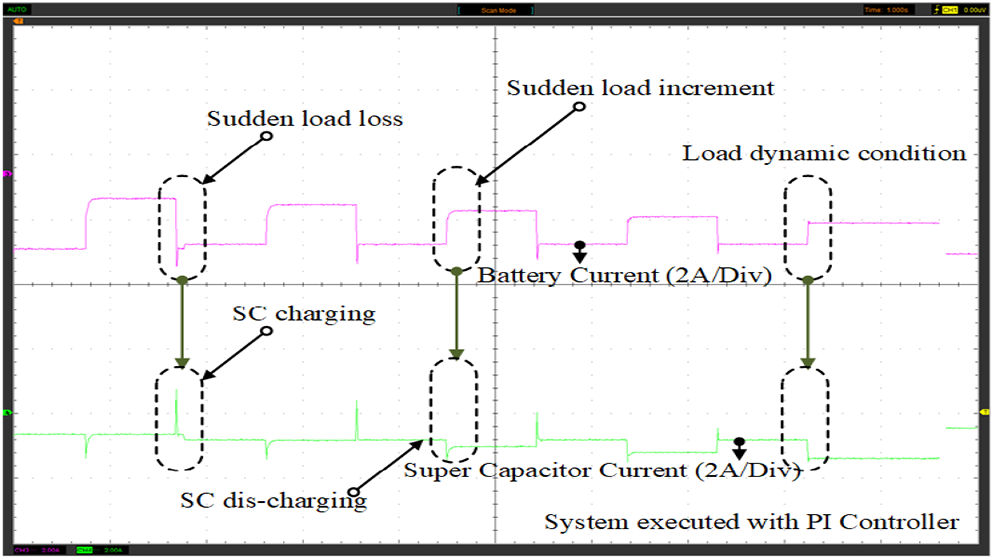 AUTO
Scan Mode
Time: 1.000s
CH1 0.00uV
Sudden load increment
Sudden load loss
Load dynamic condition
Battery Current (2A/Div)
SC charging
Super Capacitor Current (2A/Div)
SC dis-charging
System executed with PI Controller
2.00A
2.00A